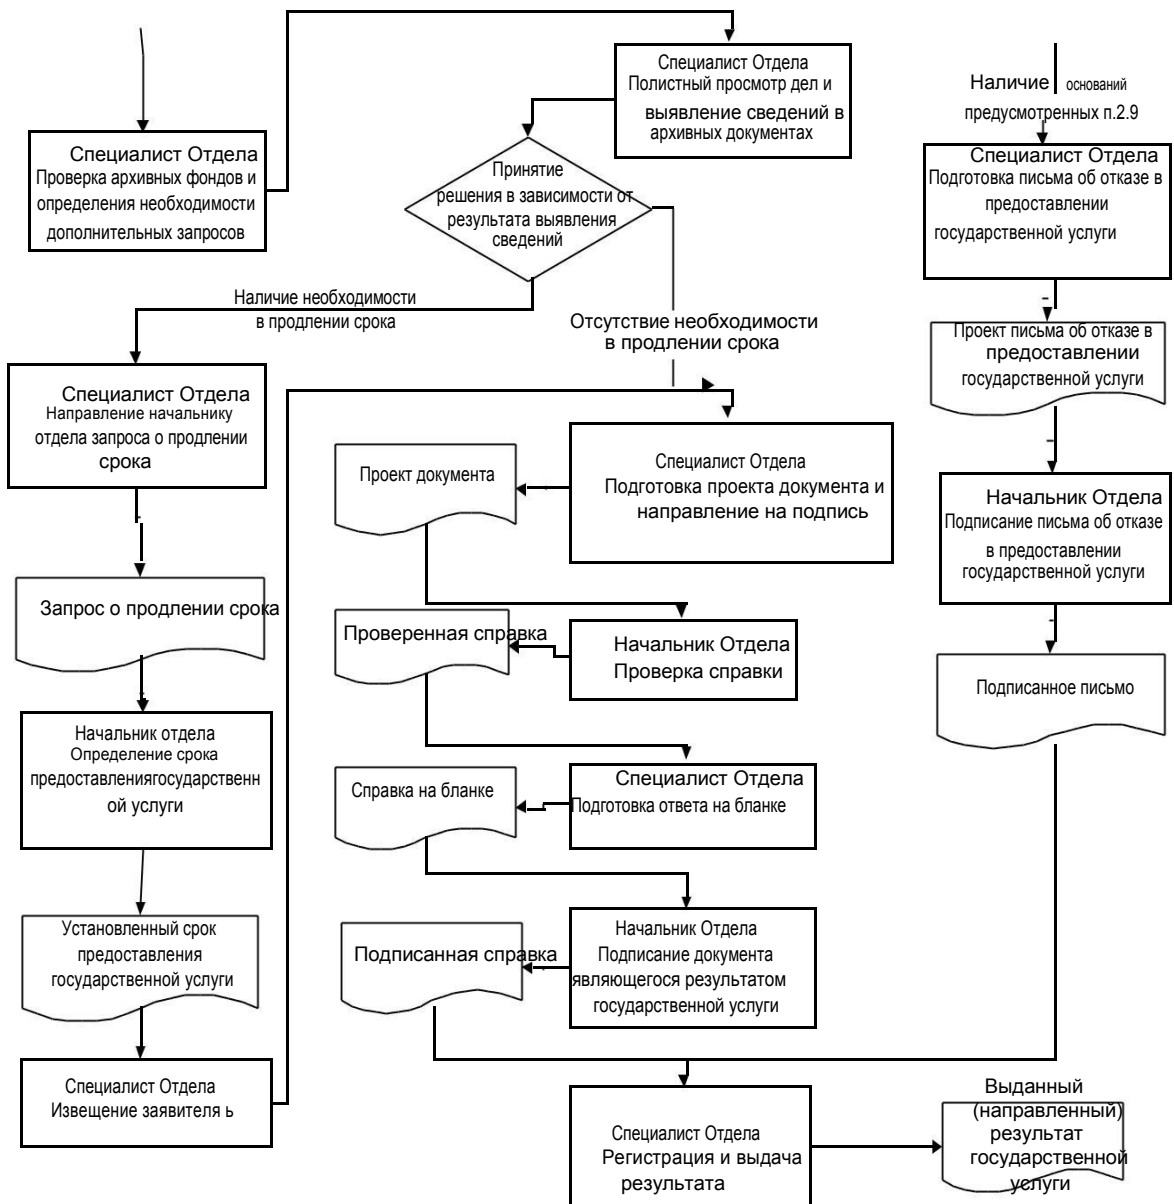 Специалист Отдела
Проверка архивных фондов и
определения необходимости
дополнительных запросов
Специалист Отдела
Полистный просмотр дел и
выявление сведений в
архивных документах
Принятие
решения в зависимости от
результата выявления
сведений
Наличие оснований
предусмотренных п.2.9
Специалист Отдела
Подготовка письма об отказе в
предоставлении
государственной услуги
Наличие необходимости
в продлении срока
Отсутствие необходимости
в продлении срока
Проект письма об отказе в
предоставлении
государственной услуги
Специалист Отдела
Направление начальнику
отдела запроса о продлении
срока
Проект документа
Специалист Отдела
Подготовка проекта документа и
направление на подпись
Начальник Отдела
Подписание письма об отказе
в предоставлении
государственной услуги
Запрос о продлении срока
Проверенная справка
Начальник Отдела
Проверка справки
Подписанное письмо
Начальник отдела
Определение срока
предоставлениягосударственн
ой услуги
Справка на бланке
Специалист Отдела
Подготовка ответа на бланке
Установленный срок
предоставления
государственной услуги
Подписанная справка
Начальник Отдела
Подписание документа
являющегося результатом
государственной услуги
Специалист Отдела
Извещение заявителя ь
Специалист Отдела
Регистрация и выдача
результата
Выданный
(направленный)
результат
государственной
услуги